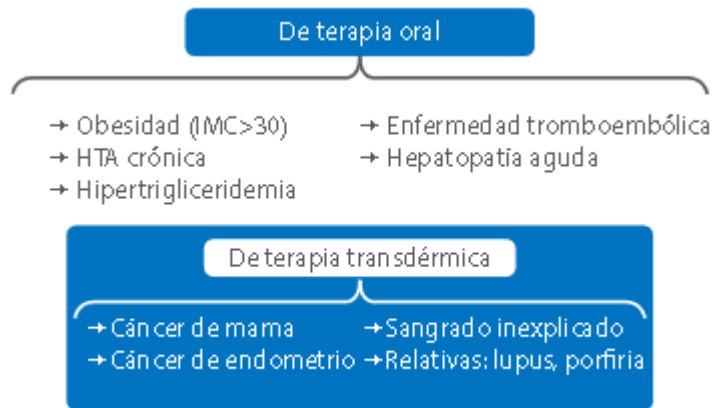 De terapia oral
→ Obesidad (IMC>30)
→ HTA crónica
→ Hipertrigliceridemia
→ Enfermedad tromboembólica
→ Hepatopatía aguda
De terapia transdérmica
→ Cáncer de mama
→ Cáncer de endometrio
→ Sangrado inexplicado
→ Relativas: lupus, porfiria